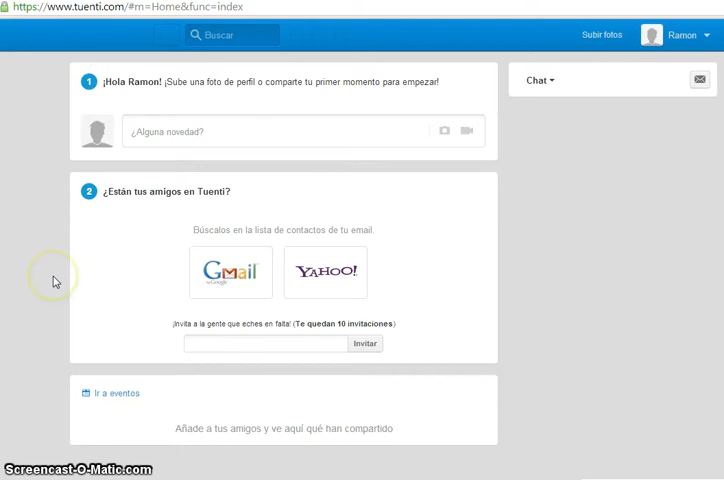 https://www.tuenti.com/#m=Home&func=index
Buscar
Subir fotos
Ramon
1 ¡Hola Ramon! ¡Sube una foto de perfil o comparte tu primer momento para empezar!
¿Alguna novedad?
Chat
2 ¿Están tus amigos en Tuenti?
Búscalos en la lista de contactos de tu email.
Gmail
by Google
YAHOO!
¡Invita a la gente que eches en falta! (Te quedan 10 invitaciones)
Invitar
Ir a eventos
Añade a tus amigos y ve aquí qué han compartido
Screencast-O-Matic.com